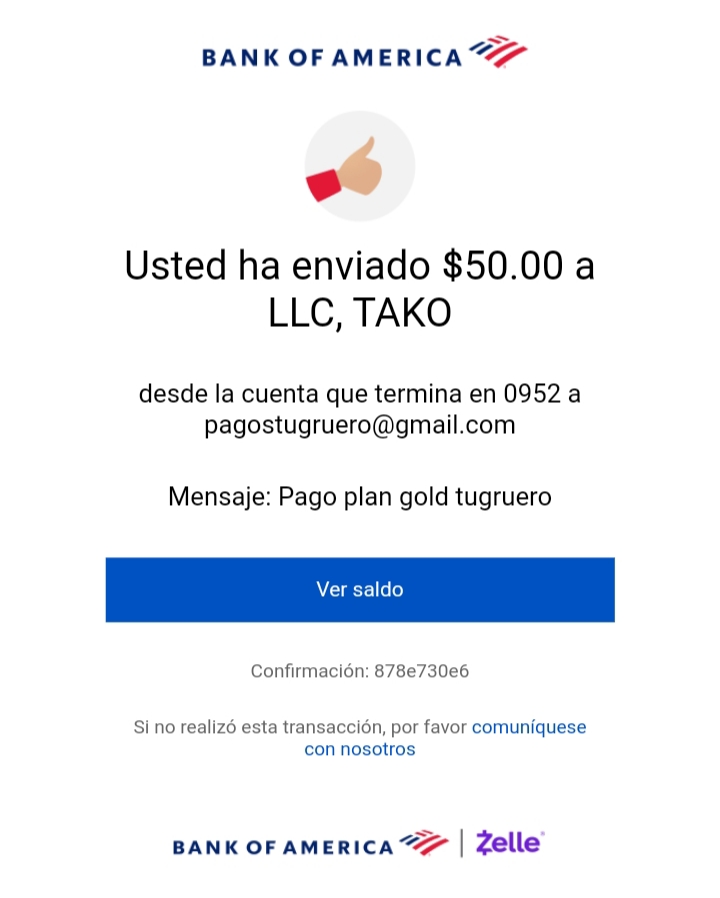 BANK OF AMERICA
Usted ha enviado $50.00 a
LLC, TAKO
desde la cuenta que termina en 0952 a
pagostugruero@gmail.com
Mensaje: Pago plan gold tugruero
Ver saldo
Confirmación: 878e730e6
Si no realizó esta transacción, por favor comuníquese
con nosotros
BANK OF AMERICA | Zelle